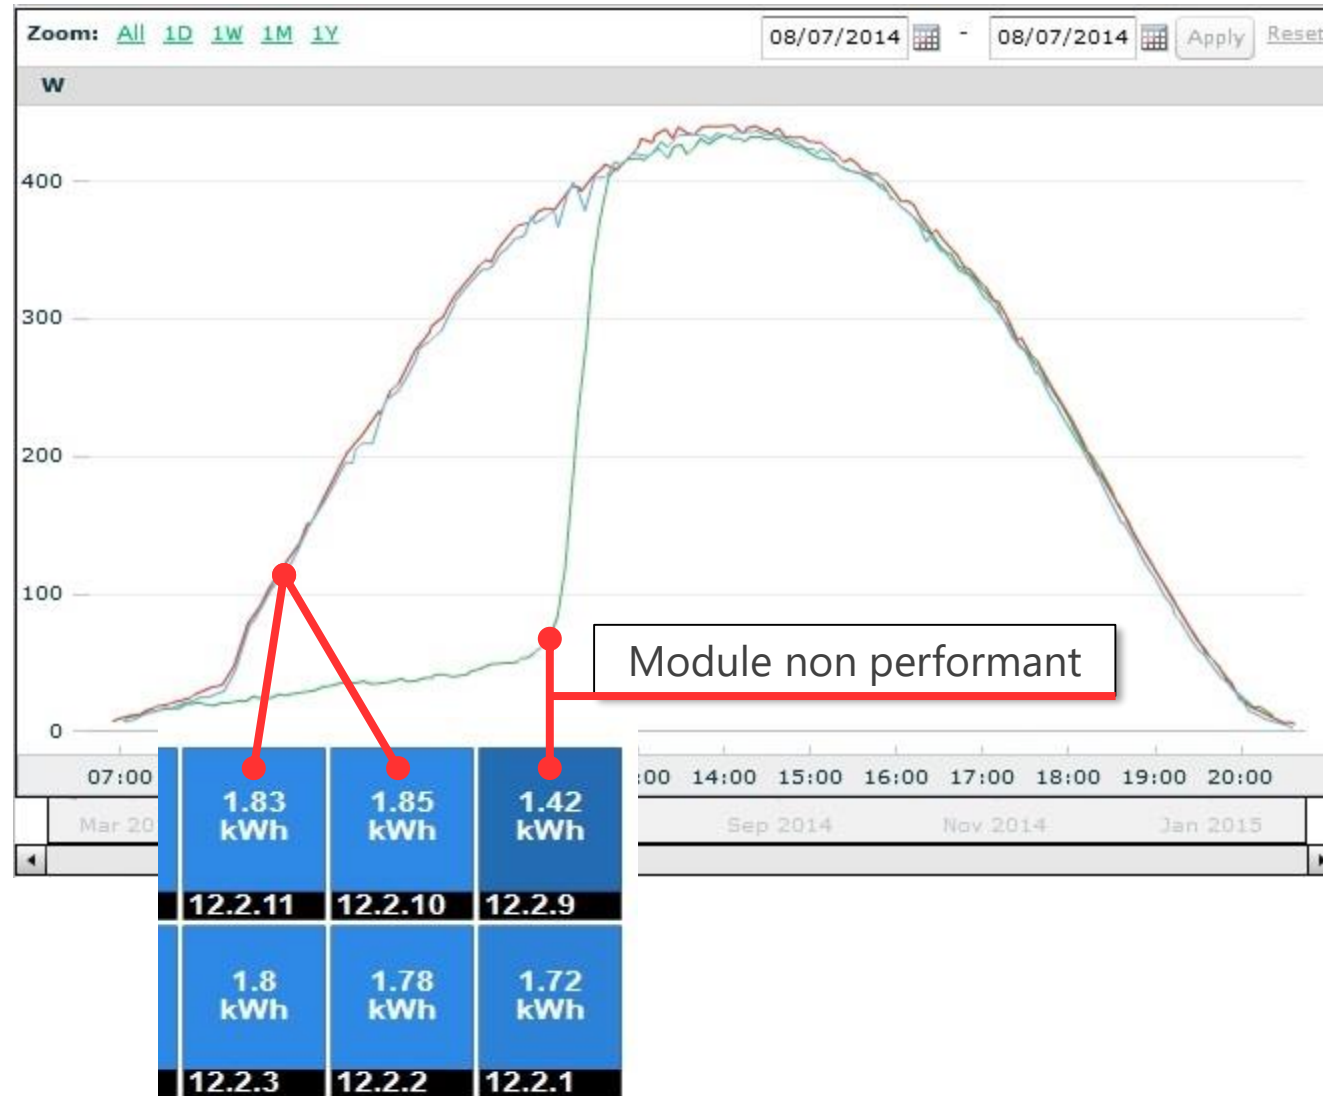 Zoom: All 1D 1W 1M 1Y
08/07/2014 - 08/07/2014 Apply Reset
W
400
300
200
100
0
Module non performant
07:00 :00 14:00 15:00 16:00 17:00 18:00 19:00 20:00
Mar 20 Sep 2014 Nov 2014 Jan 2015
1.83 1.85 1.42
kWh kWh kWh
12.2.11 12.2.10 12.2.9
1.8 1.78 1.72
kWh kWh kWh
12.2.3 12.2.2 12.2.1